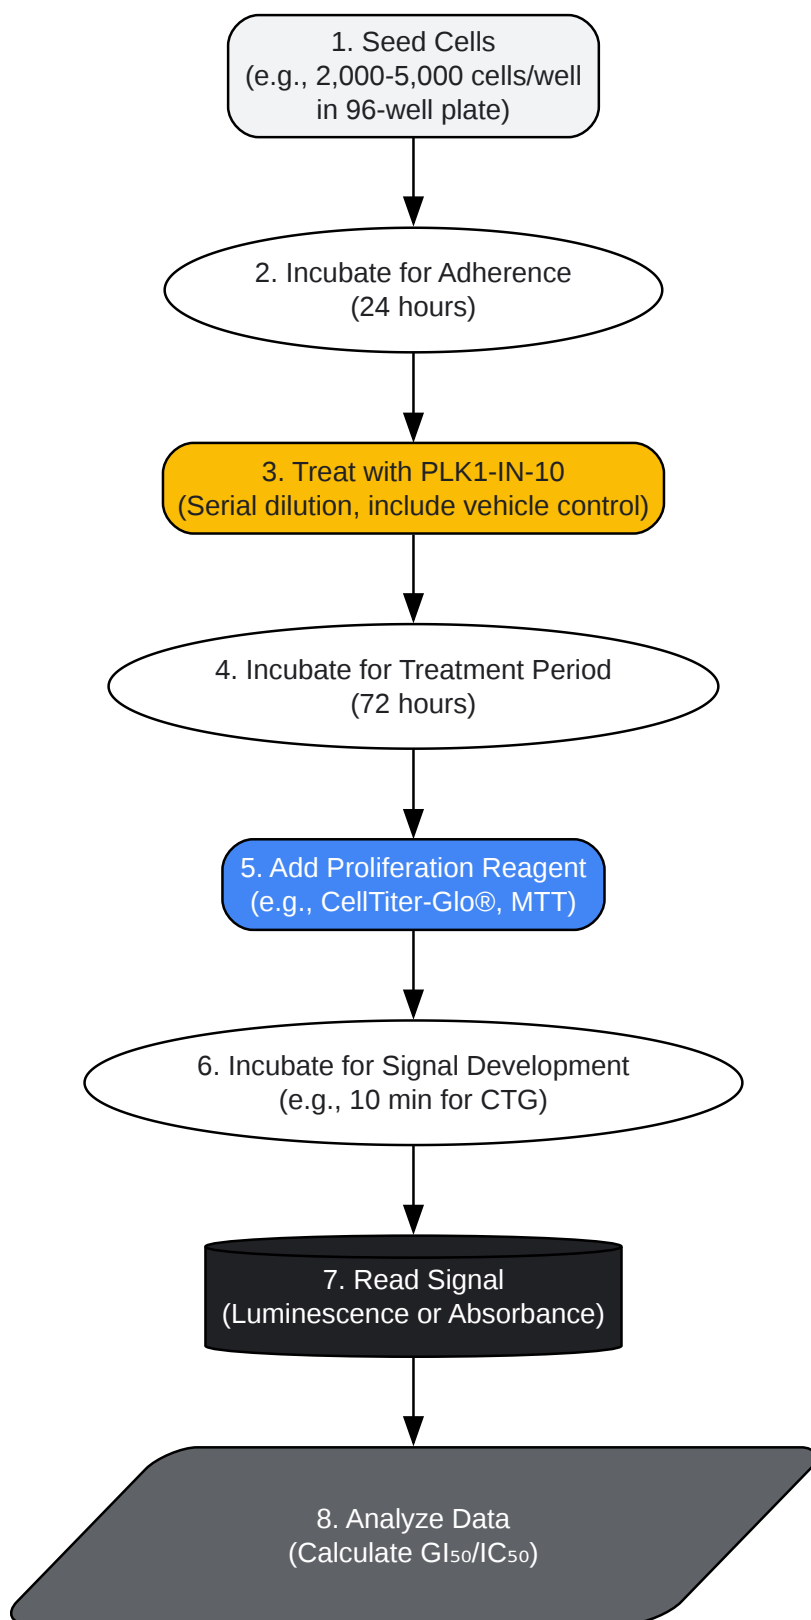 1. Seed Cells
(e.g., 2,000-5,000 cells/well
in 96-well plate)
2. Incubate for Adherence
(24 hours)
3. Treat with PLK1-IN-10
(Serial dilution, include vehicle control)
4. Incubate for Treatment Period
(72 hours)
5. Add Proliferation Reagent
(e.g., CellTiter-Glo®, MTT)
6. Incubate for Signal Development
(e.g., 10 min for CTG)
7. Read Signal
(Luminescence or Absorbance)
8. Analyze Data
(Calculate GI₅₀/IC₅₀)